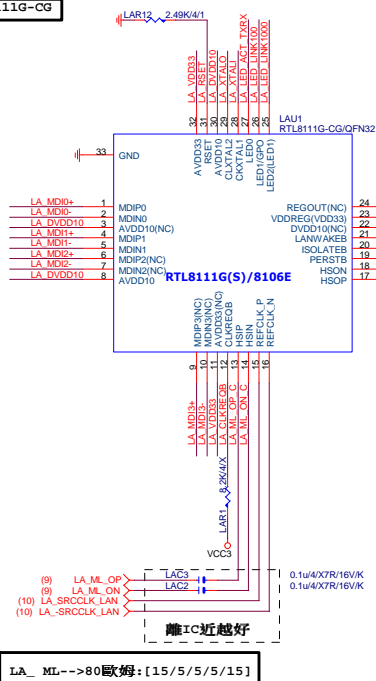 11G-CG
LAR12 2.49K/4/1
LA_VDD33
LA_RSET
LA_DVDD10
LA_XTALO
LA_XTALI
LA_LED_ACT_TXRX
LA_LED_LINK100
LA_LED_LINK1000
32
31
30
29
28
27
26
25
LAU1
RTL8111G-CG/QFN32
33 GND
AVDD33
RSET
AVDD10
CLXTAL2
CKXTAL1
LED0
LED1/GPO
LED2(LED1)
LA_MDI0+ 1 MDIP0
LA_MDI0- 2 MDIN0
LA_DVDD10 3 AVDD10(NC)
LA_MDI1+ 4 MDIP1
LA_MDI1- 5 MDIN1
LA_MDI2+ 6 MDIP2(NC)
LA_MDI2- 7 MDIN2(NC)
LA_DVDD10 8 AVDD10
REGOUT(NC) 24
VDDREG(VDD33) 23
DVDD10(NC) 22
LANWAKEB 21
ISOLATEB 20
PERSTB 19
HSON 18
HSOP 17
RTL8111G(S)/8106E
MDIP3(NC)
MDIN3(NC)
AVDD33(NC)
CLKREQB
HSIP
HSIN
REFCLK_P
REFCLK_N
9
10
11
12
13
14
15
16
LA_MDI3+
LA_MDI3-
LA_VDD33
LA_CLKREQB
LA_ML_OP_C
LA_ML_ON_C
LAR1 8.2K/4/X
VCC3
(9) LA_ML_OP LAC3 0.1u/4/X7R/16V/K
(9) LA_ML_ON LAC2 0.1u/4/X7R/16V/K
(10) LA_SRCCLK_LAN
(10) LA_-SRCCLK_LAN
離IC近越好
LA_ ML-->80歐姆:[15/5/5/5/15]